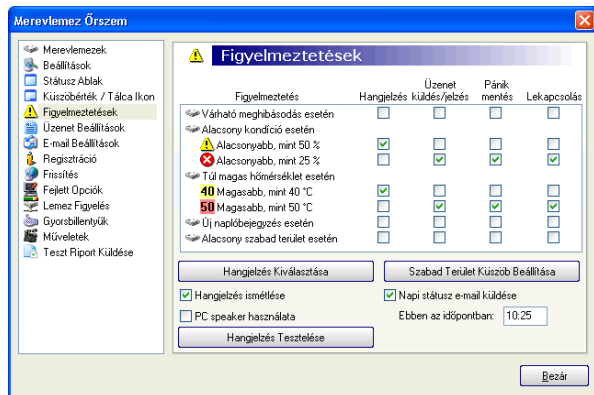 Merevlemez Őrszem
Merevlemezek
Beállítások
Státusz Ablak
Küszöbérték / Tálca Ikon
Figyelmeztetések
Üzenet Beállítások
E-mail Beállítások
Regisztráció
Frissítés
Fejlett Opciók
Lemez Figyelés
Gyorsbillentyűk
Műveletek
Teszt Riport Küldése
Figyelmeztetések
Figyelmeztetés Hangjelzés Üzenet küldés/jelzés Pánik mentés Lekapcsolás
Várható meghibásodás esetén
Alacsony kondíció esetén
Alacsonyabb, mint 50 %
Alacsonyabb, mint 25 %
Túl magas hőmérséklet esetén
40 Magasabb, mint 40 °C
50 Magasabb, mint 50 °C
Új naplóbejegyzés esetén
Alacsony szabad terület esetén
Hangjelzés Kiválasztása
Szabad Terület Küszöb Beállítása
Hangjelzés ismétlése
Napi státusz e-mail küldése
PC speaker használata
Ebben az időpontban: 10:25
Hangjelzés Tesztelése
Bezár